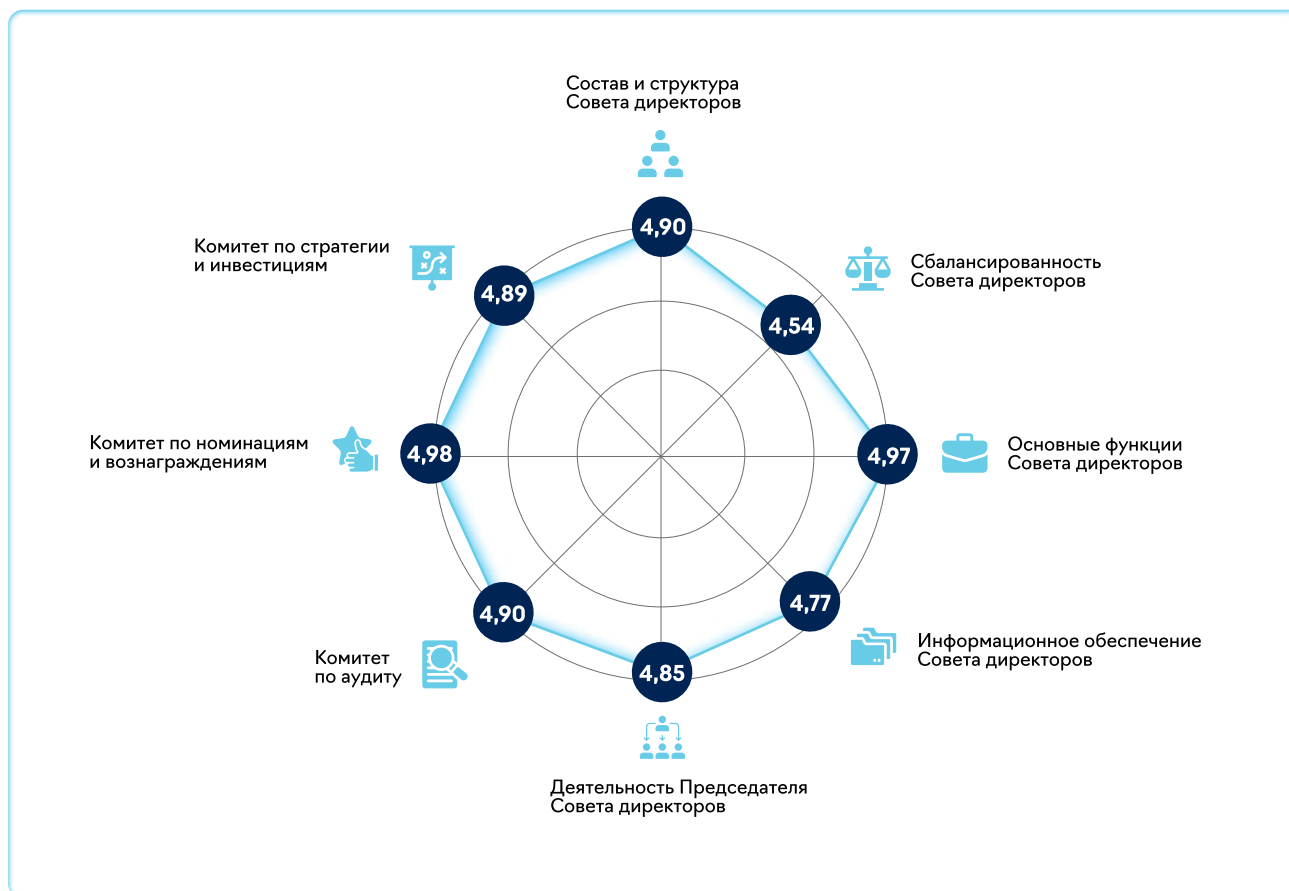 Состав и структура
Совета директоров
4,90
Сбалансированность
Совета директоров
4,54
Основные функции
Совета директоров
4,97
Информационное обеспечение
Совета директоров
4,77
Деятельность Председателя
Совета директоров
4,85
Комитет
по аудиту
4,90
Комитет по номинациям
и вознаграждениям
4,98
Комитет по стратегии
и инвестициям
4,89